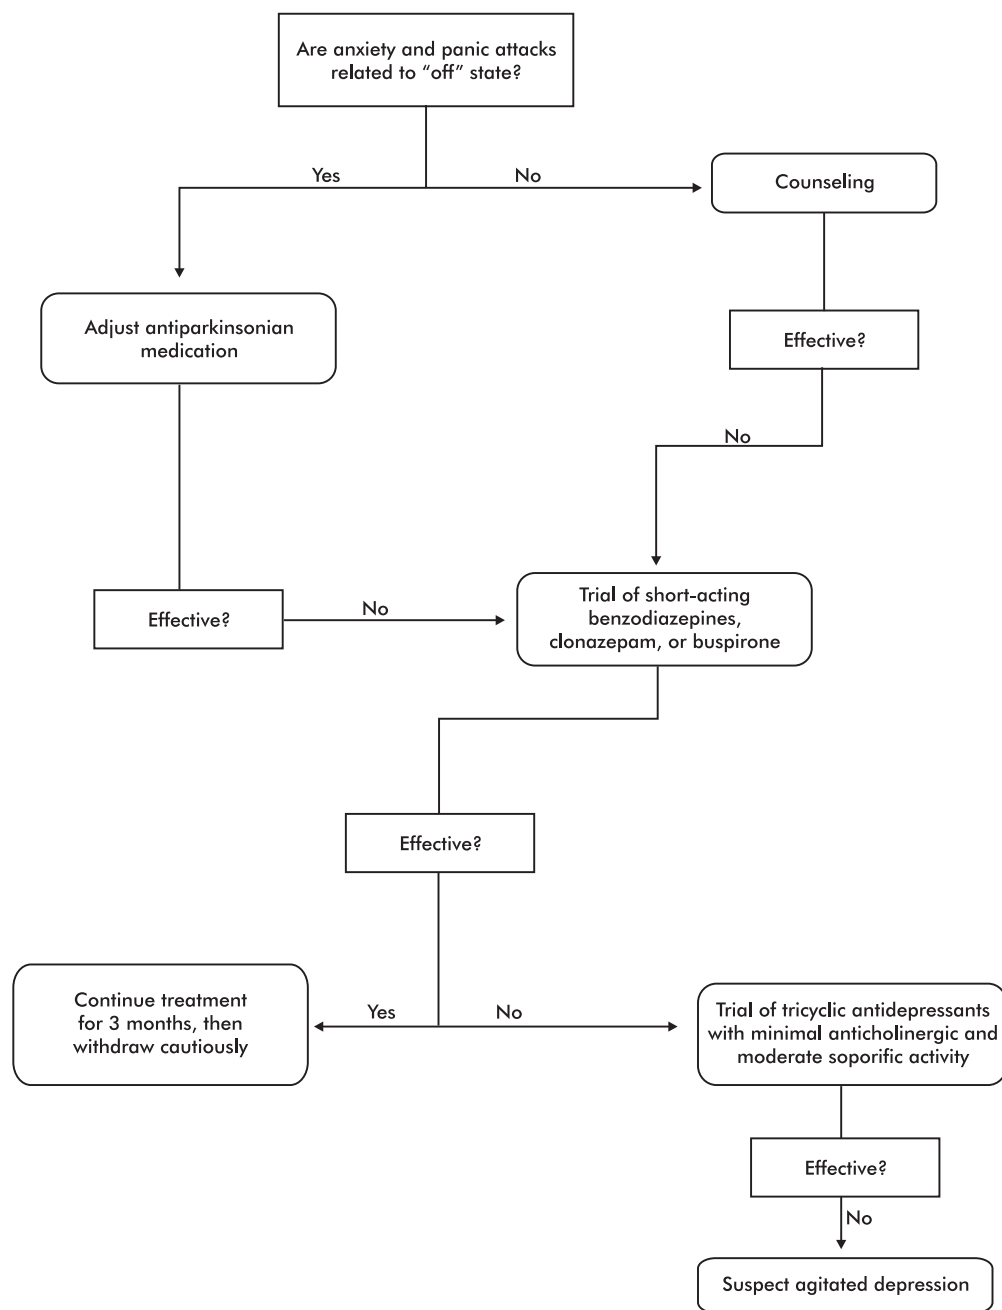 Are anxiety and panic attacks
related to “off” state?
Yes
No
Counseling
Adjust antiparkinsonian
medication
Effective?
No
Effective?
No
Trial of short-acting
benzodiazepines,
clonazepam, or buspirone
Effective?
Continue treatment
for 3 months, then
withdraw cautiously
Yes
No
Trial of tricyclic antidepressants
with minimal anticholinergic and
moderate soporific activity
Effective?
No
Suspect agitated depression